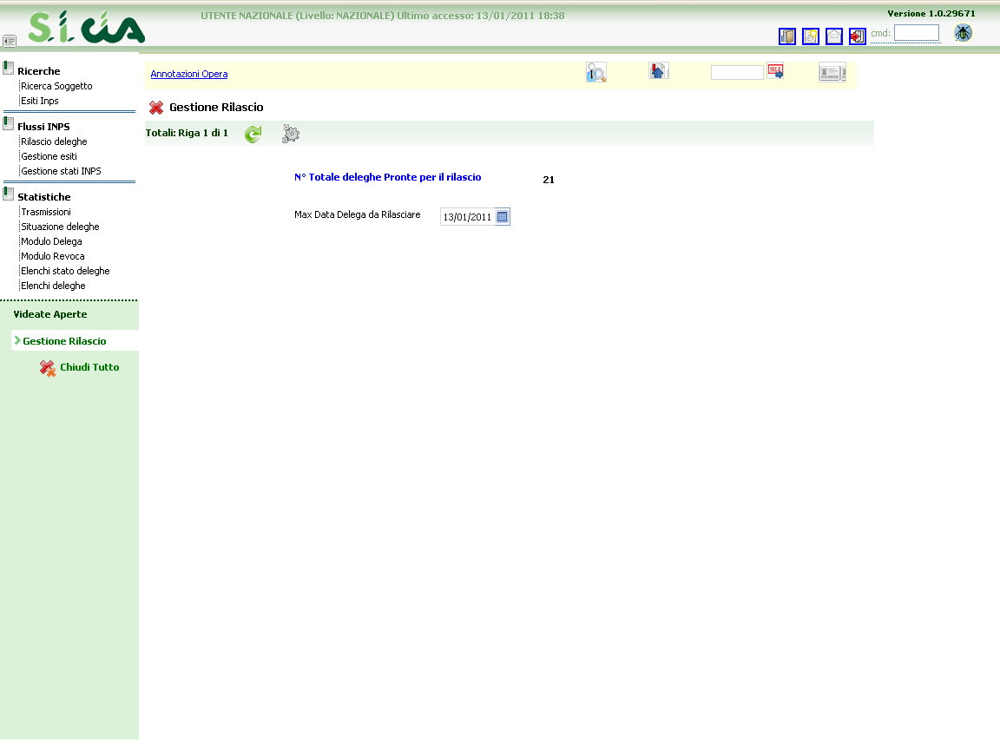 S.I. CIA
UTENTE NAZIONALE (Livello: NAZIONALE) Ultimo accesso: 13/01/2011 18:38
Versione 1.0.29671
cmd:
Ricerche
Ricerca Soggetto
Esiti Inps
Flussi INPS
Rilascio deleghe
Gestione esiti
Gestione stati INPS
Statistiche
Trasmissioni
Situazione deleghe
Modulo Delega
Modulo Revoca
Elenchi stato deleghe
Elenchi deleghe
Videate Aperte
Gestione Rilascio
Chiudi Tutto
Annotazioni Opera
Gestione Rilascio
Totali: Riga 1 di 1
N° Totale deleghe Pronte per il rilascio 21
Max Data Delega da Rilasciare 13/01/2011